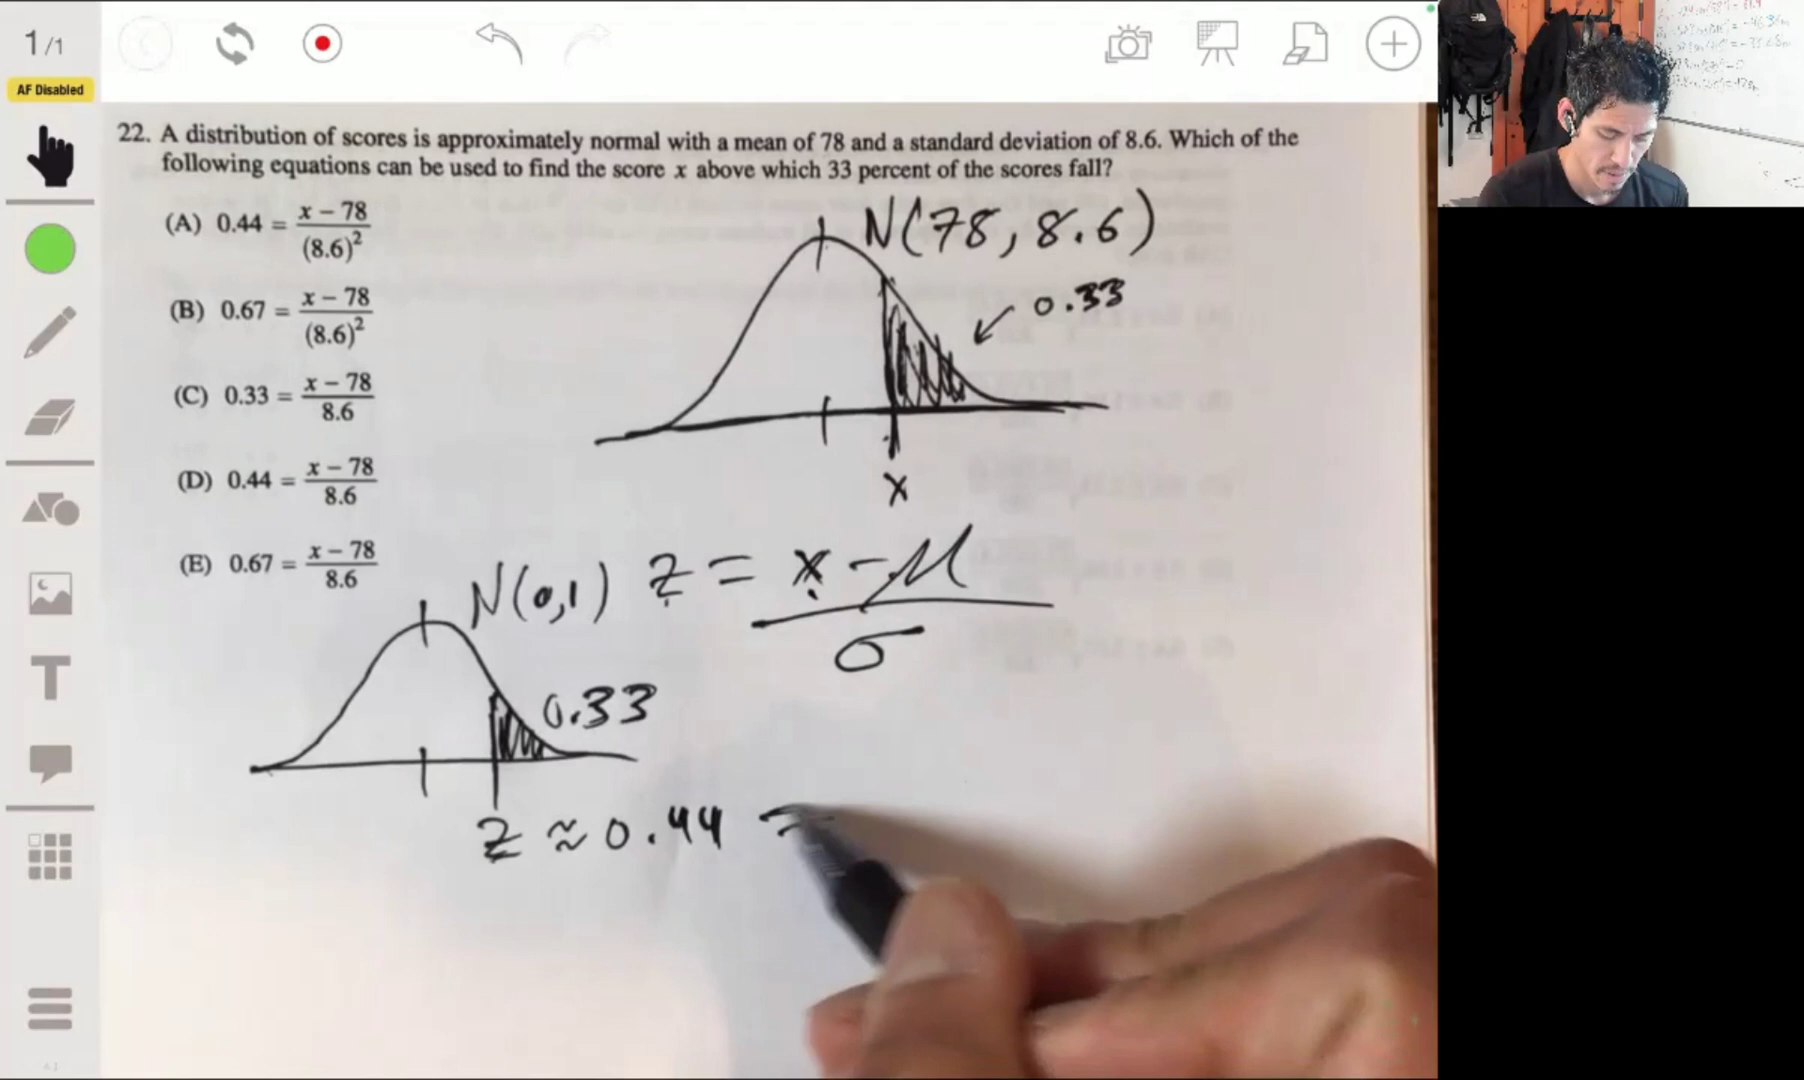 1/1
AF Disabled
22. A distribution of scores is approximately normal with a mean of 78 and a standard deviation of 8.6. Which of the
following equations can be used to find the score x above which 33 percent of the scores fall?
(A) 0.44 = x - 78
(8.6)²
(B) 0.67 = x - 78
(8.6)²
(C) 0.33 = x - 78
8.6
(D) 0.44 = x - 78
8.6
(E) 0.67 = x - 78
8.6
N(78, 8.6)
0.33
x
N(0,1)
z = x - μ
σ
0.33
z ≈ 0.44 =
T